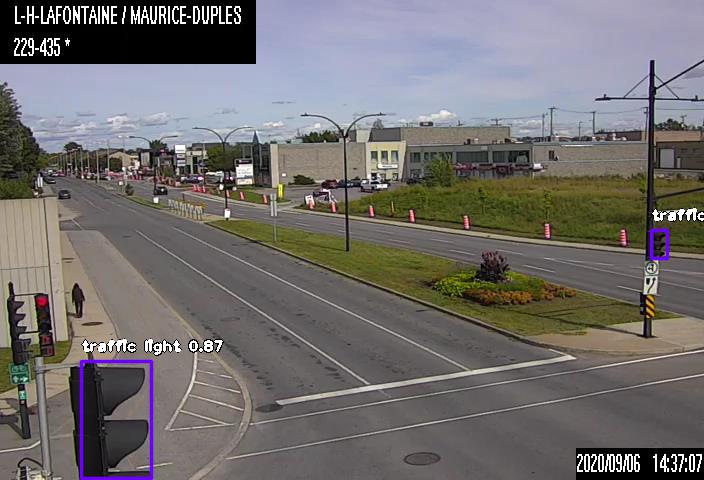 L-H-LAFONTAINE / MAURICE-DUPLES
229-435 *
traffic
traffic light 0.87
2020/09/06 14:37:07